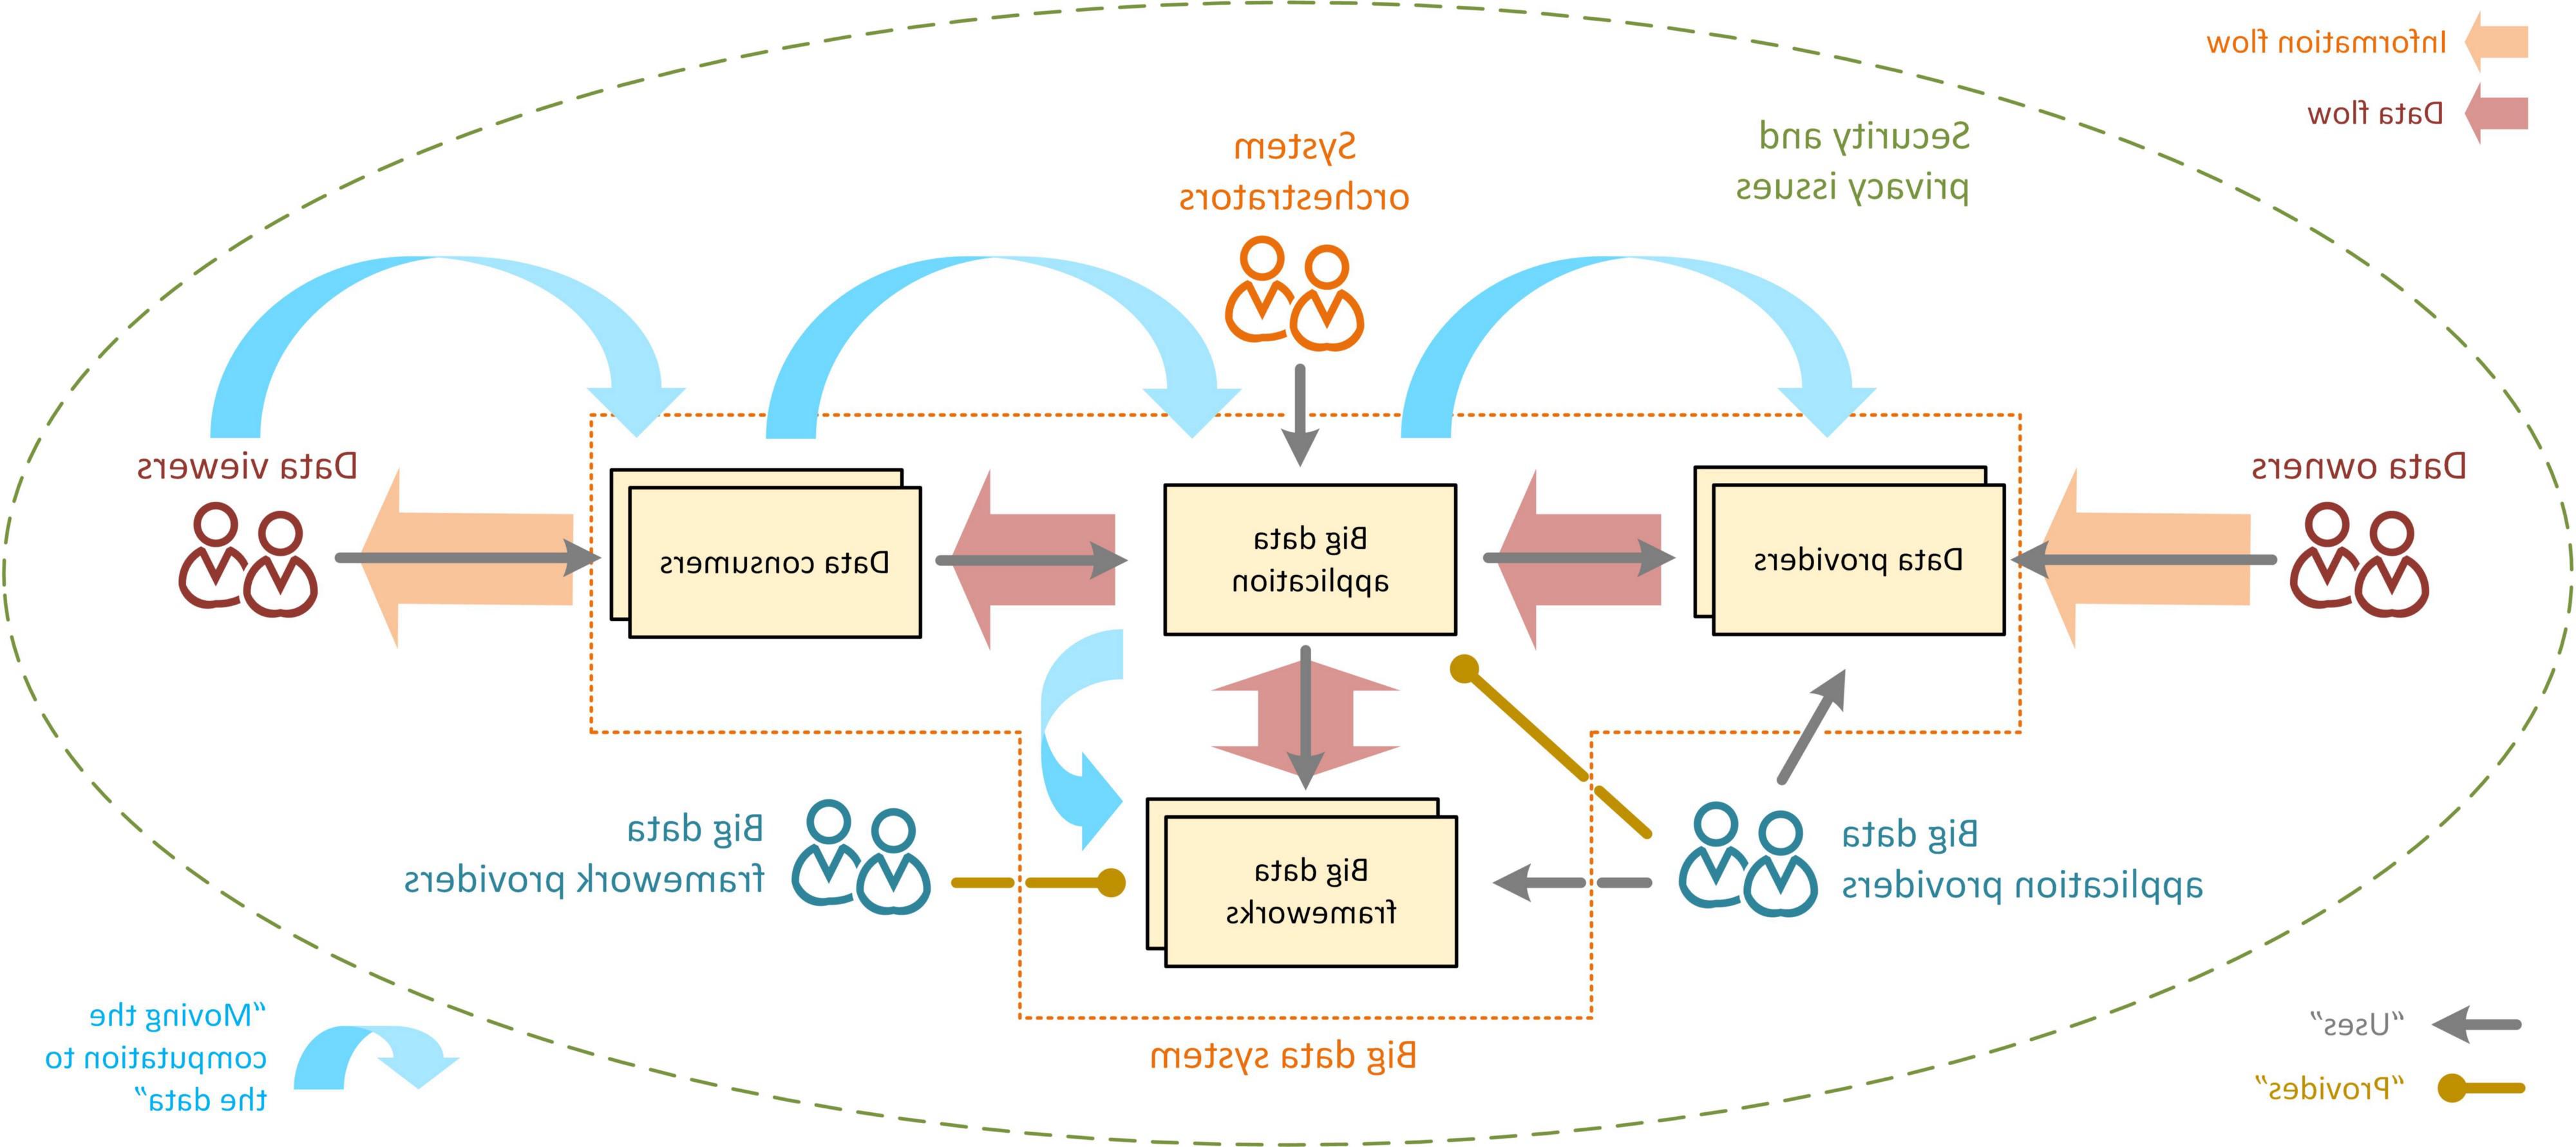 Information flow
Data flow
System
orchestrators
Security and
privacy issues
Data owners
Data viewers
Data providers
Big data
application
Data consumers
Big data
application providers
Big data
framework providers
Big data
frameworks
Big data system
“Uses”
“Provides”
“Moving the
computation to
the data”